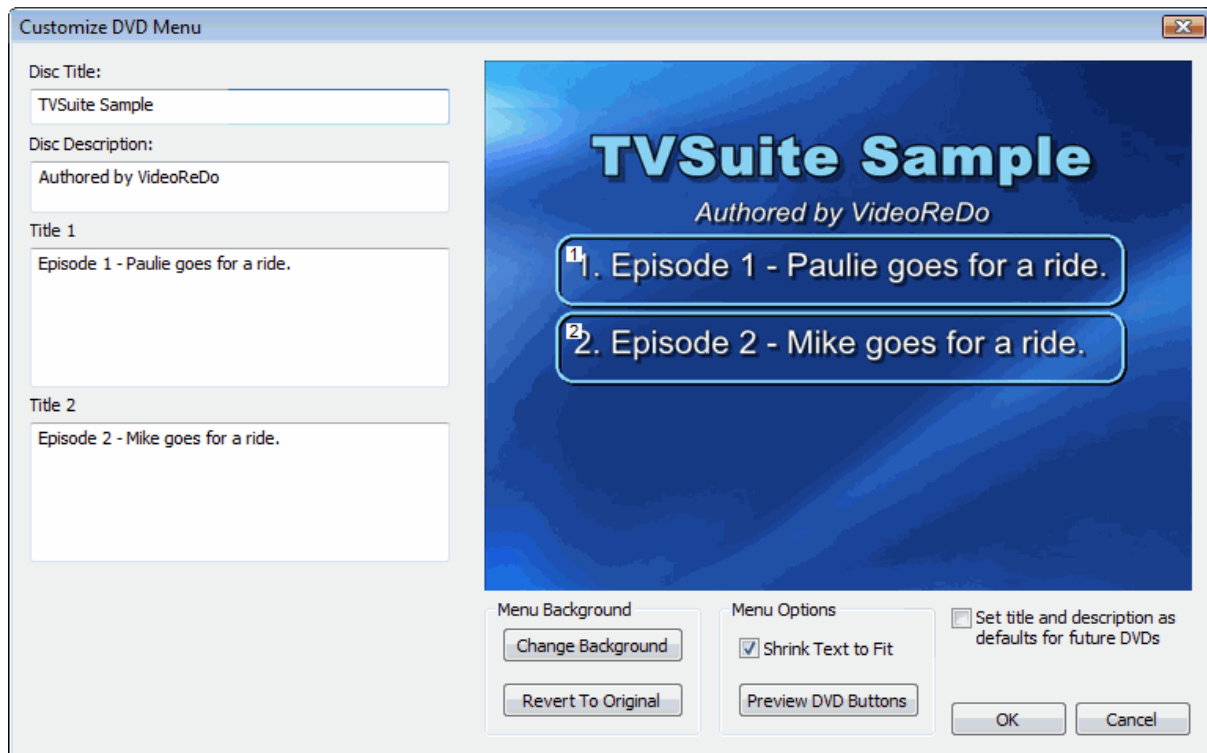 Customize DVD Menu
Disc Title:
TVSuite Sample
Disc Description:
Authored by VideoReDo
Title 1
Episode 1 - Paulie goes for a ride.
Title 2
Episode 2 - Mike goes for a ride.
TVSuite Sample
Authored by VideoReDo
1
1. Episode 1 - Paulie goes for a ride.
2
2. Episode 2 - Mike goes for a ride.
Menu Background
Change Background
Revert To Original
Menu Options
Shrink Text to Fit
Preview DVD Buttons
Set title and description as
defaults for future DVDs
OK
Cancel